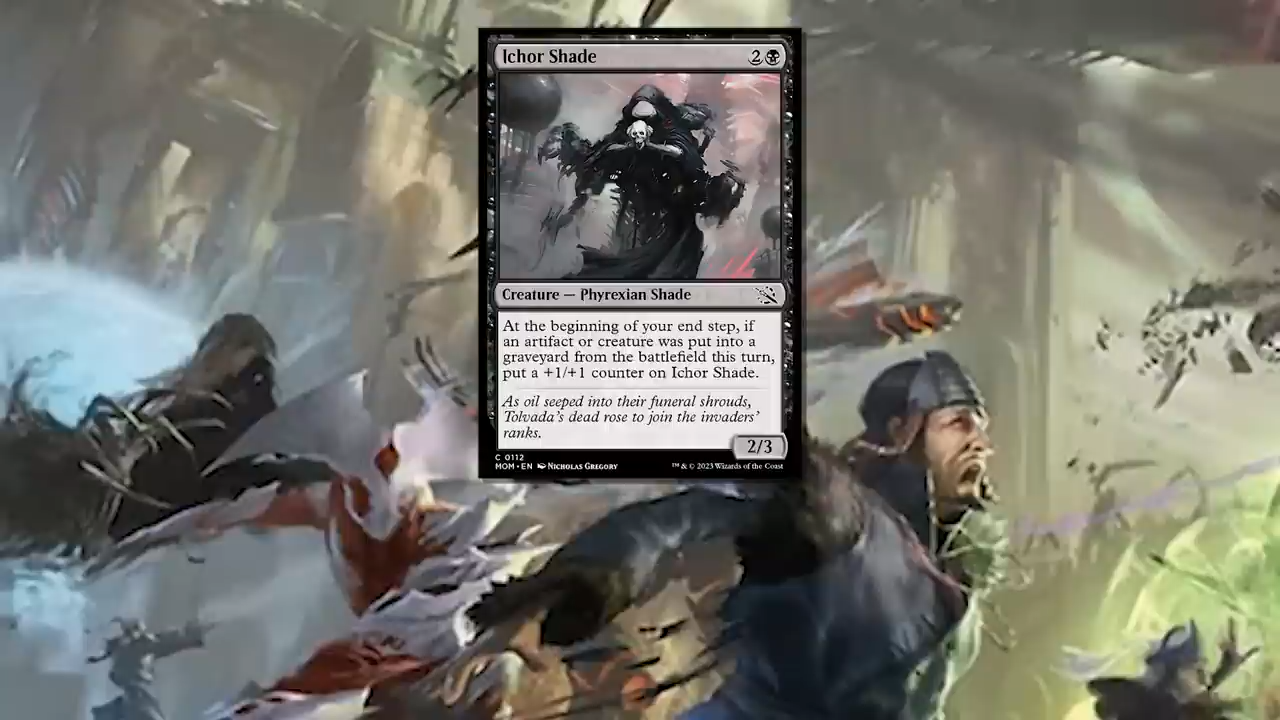 Ichor Shade 2
Creature — Phyrexian Shade
At the beginning of your end step, if
an artifact or creature was put into a
graveyard from the battlefield this turn,
put a +1/+1 counter on Ichor Shade.
As oil seeped into their funeral shrouds,
Tolvada's dead rose to join the invaders'
ranks.
2/3
C 0112
MOM • EN Nicholas Gregory ™ & © 2023 Wizards of the Coast